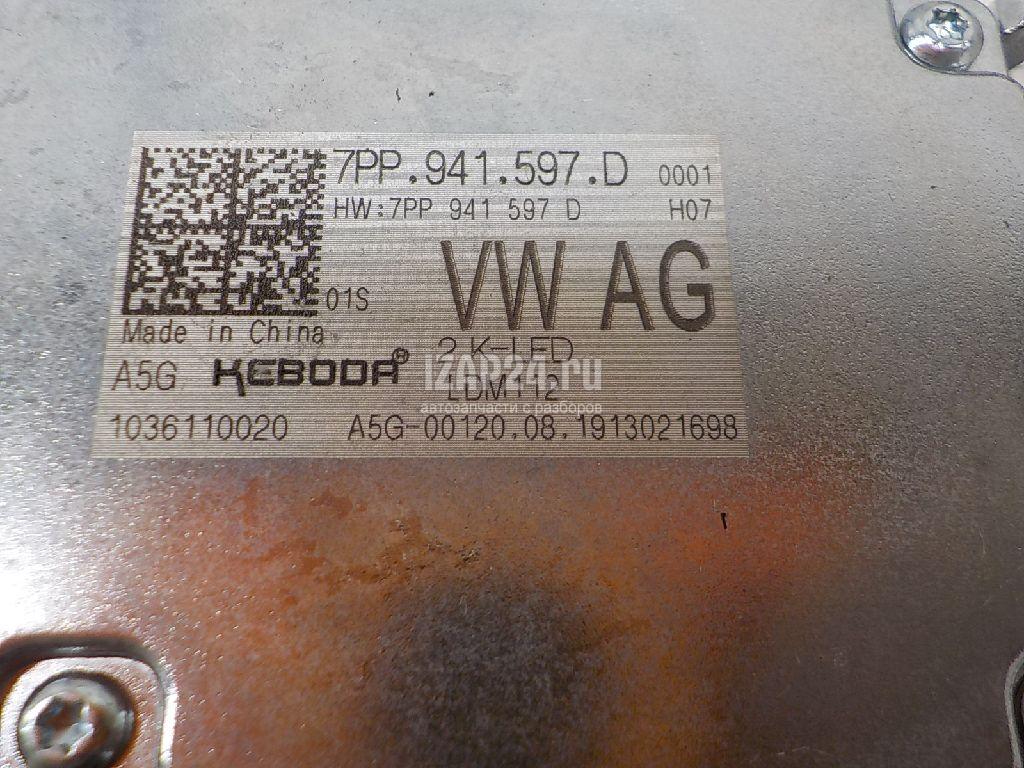 7PP.941.597.D 0001
HW:7PP 941 597 D H07
VW AG
01S
Made in China
2 K-LED
A5G KEBODA®
LDM112
1036110020 A5G-00120.08.1913021698
IZAP24.ru
автозапчасти с разборов